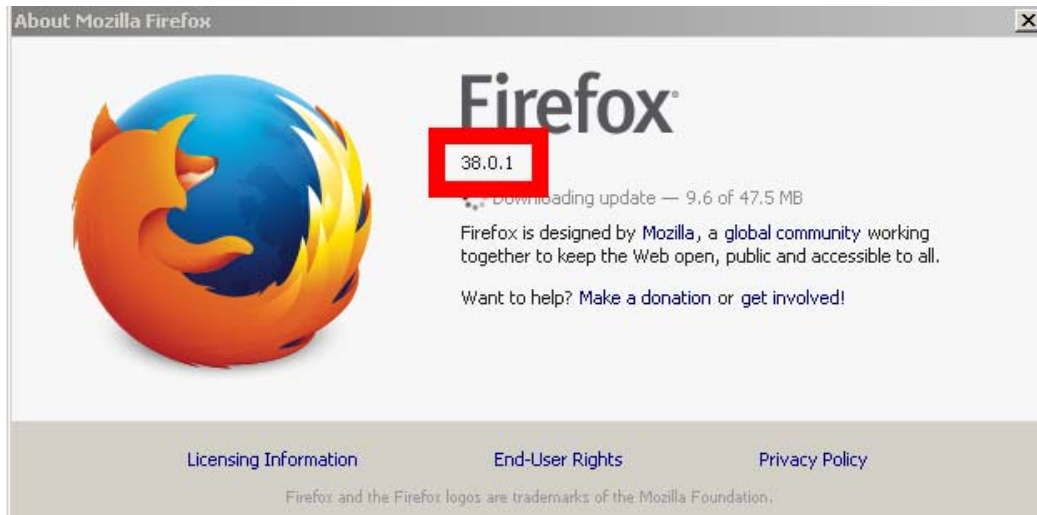 About Mozilla Firefox
Firefox
38.0.1
Downloading update — 9.6 of 47.5 MB
Firefox is designed by Mozilla, a global community working
together to keep the Web open, public and accessible to all.
Want to help? Make a donation or get involved!
Licensing Information End-User Rights Privacy Policy
Firefox and the Firefox logos are trademarks of the Mozilla Foundation.